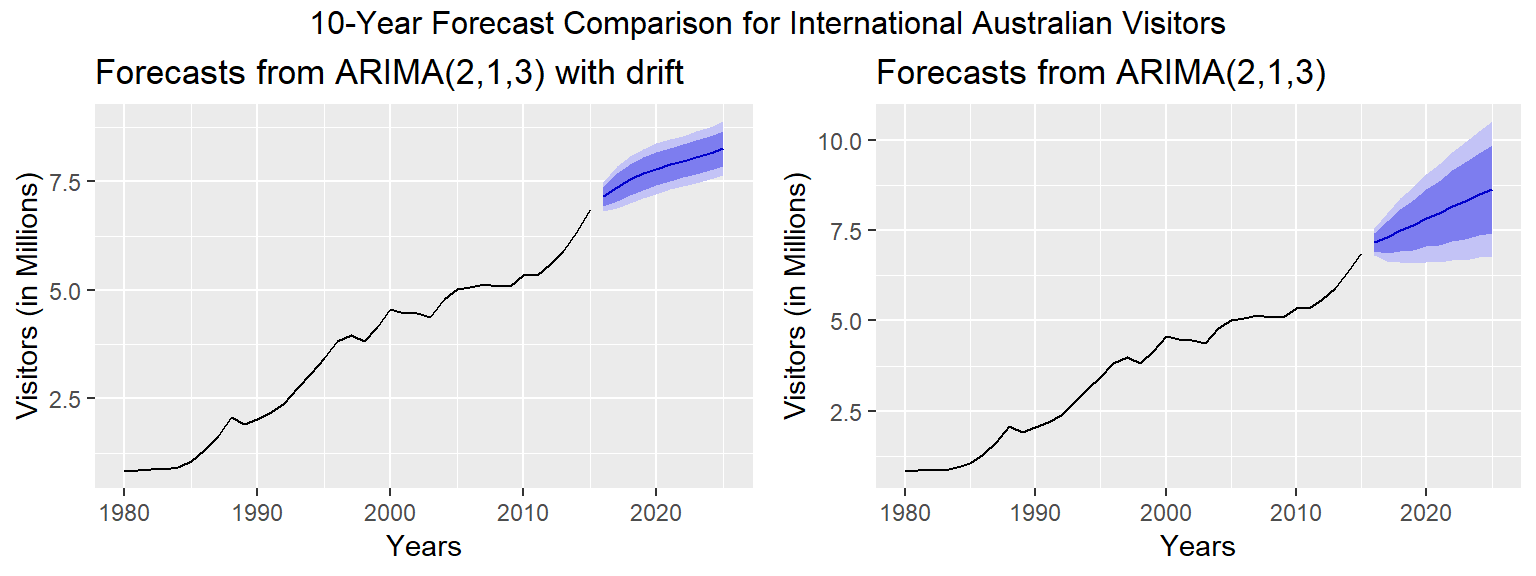 10-Year Forecast Comparison for International Australian Visitors
Forecasts from ARIMA(2,1,3) with drift
Visitors (in Millions)
7.5
5.0
2.5
1980 1990 2000 2010 2020
Years
Forecasts from ARIMA(2,1,3)
Visitors (in Millions)
10.0
7.5
5.0
2.5
1980 1990 2000 2010 2020
Years